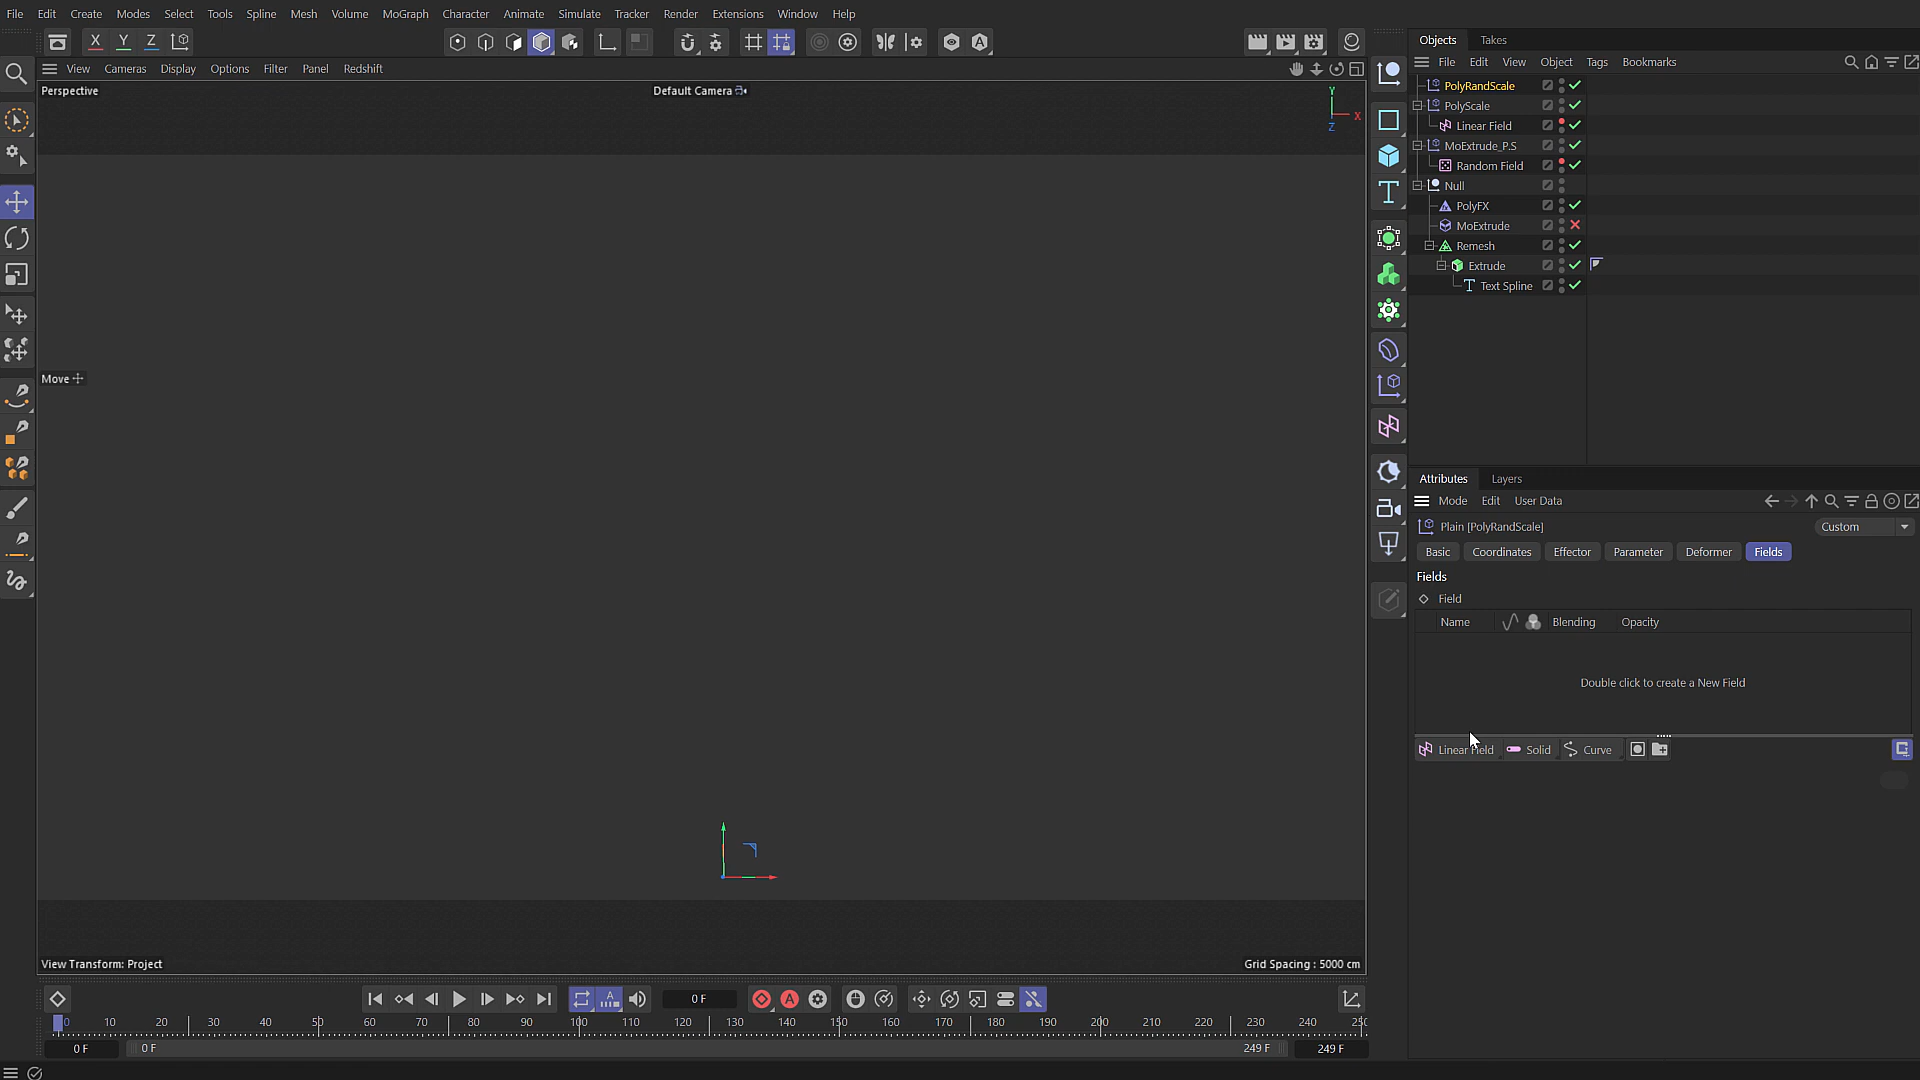 File Edit Create Modes Select Tools Spline Mesh Volume MoGraph Character Animate Simulate Tracker Render Extensions Window Help
X Y Z
View Cameras Display Options Filter Panel Redshift
Perspective
Default Camera
Y
X
Z
Move
View Transform: Project
Grid Spacing : 5000 cm
Objects Takes
File Edit View Object Tags Bookmarks
PolyRandScale
PolyScale
Linear Field
MoExtrude_P.S
Random Field
Null
PolyFX
MoExtrude
Remesh
Extrude
Text Spline
Attributes Layers
Mode Edit User Data
Plain [PolyRandScale]
Custom
Basic Coordinates Effector Parameter Deformer Fields
Fields
Field
Name Blending Opacity
Double click to create a New Field
Linear Field Solid Curve
0 F
0 10 20 30 40 50 60 70 80 90 100 110 120 130 140 150 160 170 180 190 200 210 220 230 240
0 F 0 F 249 F 249 F